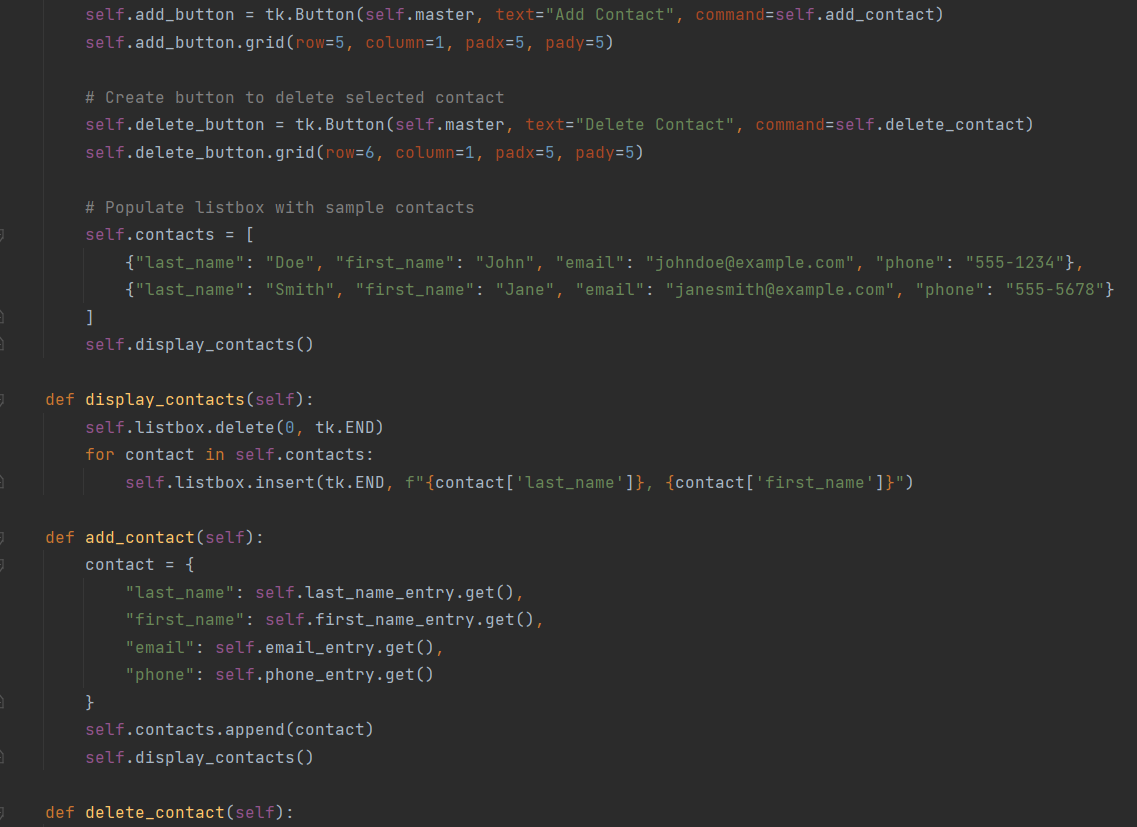 self.add_button = tk.Button(self.master, text="Add Contact", command=self.add_contact)
self.add_button.grid(row=5, column=1, padx=5, pady=5)
# Create button to delete selected contact
self.delete_button = tk.Button(self.master, text="Delete Contact", command=self.delete_contact)
self.delete_button.grid(row=6, column=1, padx=5, pady=5)
# Populate listbox with sample contacts
self.contacts = [
{"last_name": "Doe", "first_name": "John", "email": "johndoe@example.com", "phone": "555-1234"},
{"last_name": "Smith", "first_name": "Jane", "email": "janesmith@example.com", "phone": "555-5678"}
]
self.display_contacts()
def display_contacts(self):
self.listbox.delete(0, tk.END)
for contact in self.contacts:
self.listbox.insert(tk.END, f"{contact['last_name']}, {contact['first_name']}")
def add_contact(self):
contact = {
"last_name": self.last_name_entry.get(),
"first_name": self.first_name_entry.get(),
"email": self.email_entry.get(),
"phone": self.phone_entry.get()
}
self.contacts.append(contact)
self.display_contacts()
def delete_contact(self):